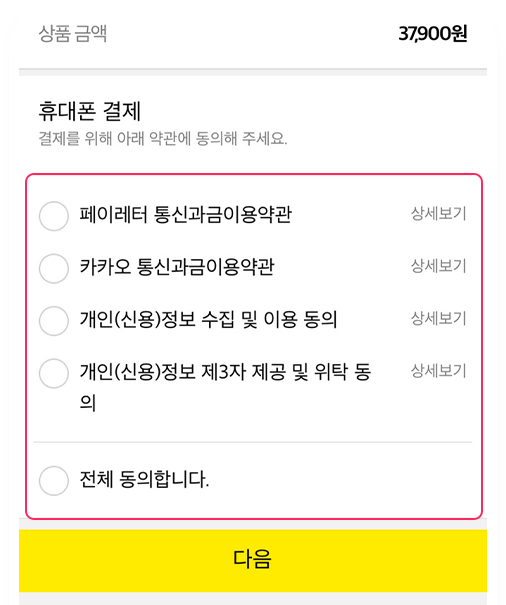 상품 금액 37,900원
휴대폰 결제
결제를 위해 아래 약관에 동의해 주세요.
페이레터 통신과금이용약관 상세보기
카카오 통신과금이용약관 상세보기
개인(신용)정보 수집 및 이용 동의 상세보기
개인(신용)정보 제3자 제공 및 위탁 동 상세보기
의
전체 동의합니다.
다음